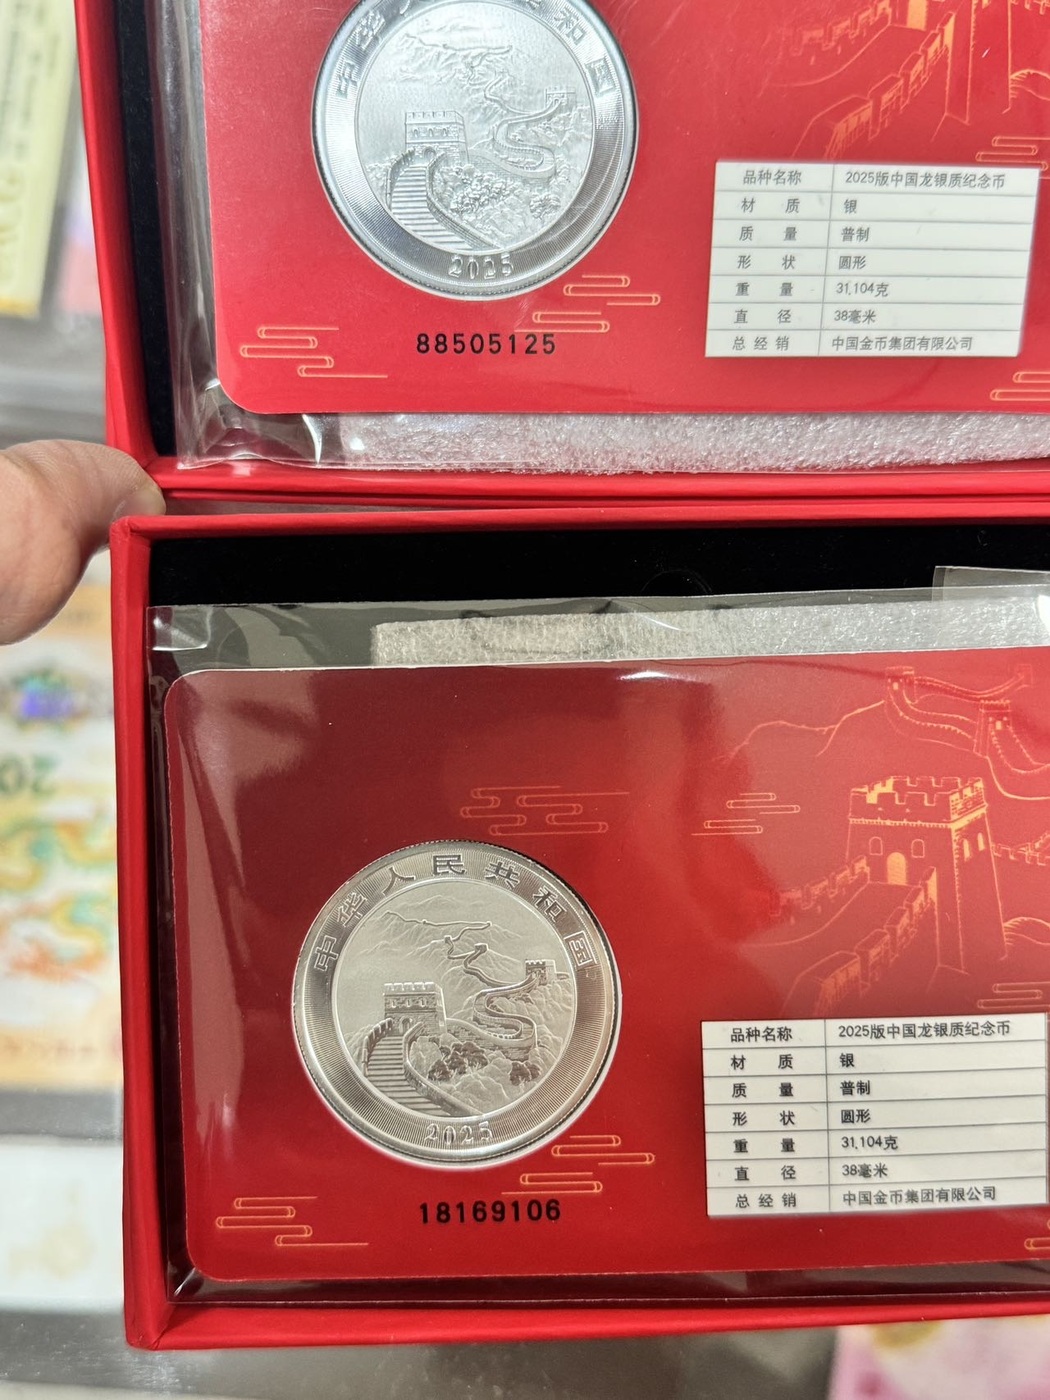 中华人民共和国
2025
88505125
品种名称 2025版中国龙银质纪念币
材质 银
质量 普制
形状 圆形
重量 31.104克
直径 38毫米
总经销 中国金币集团有限公司
中华人民共和国
2025
18169106
品种名称 2025版中国龙银质纪念币
材质 银
质量 普制
形状 圆形
重量 31.104克
直径 38毫米
总经销 中国金币集团有限公司
20